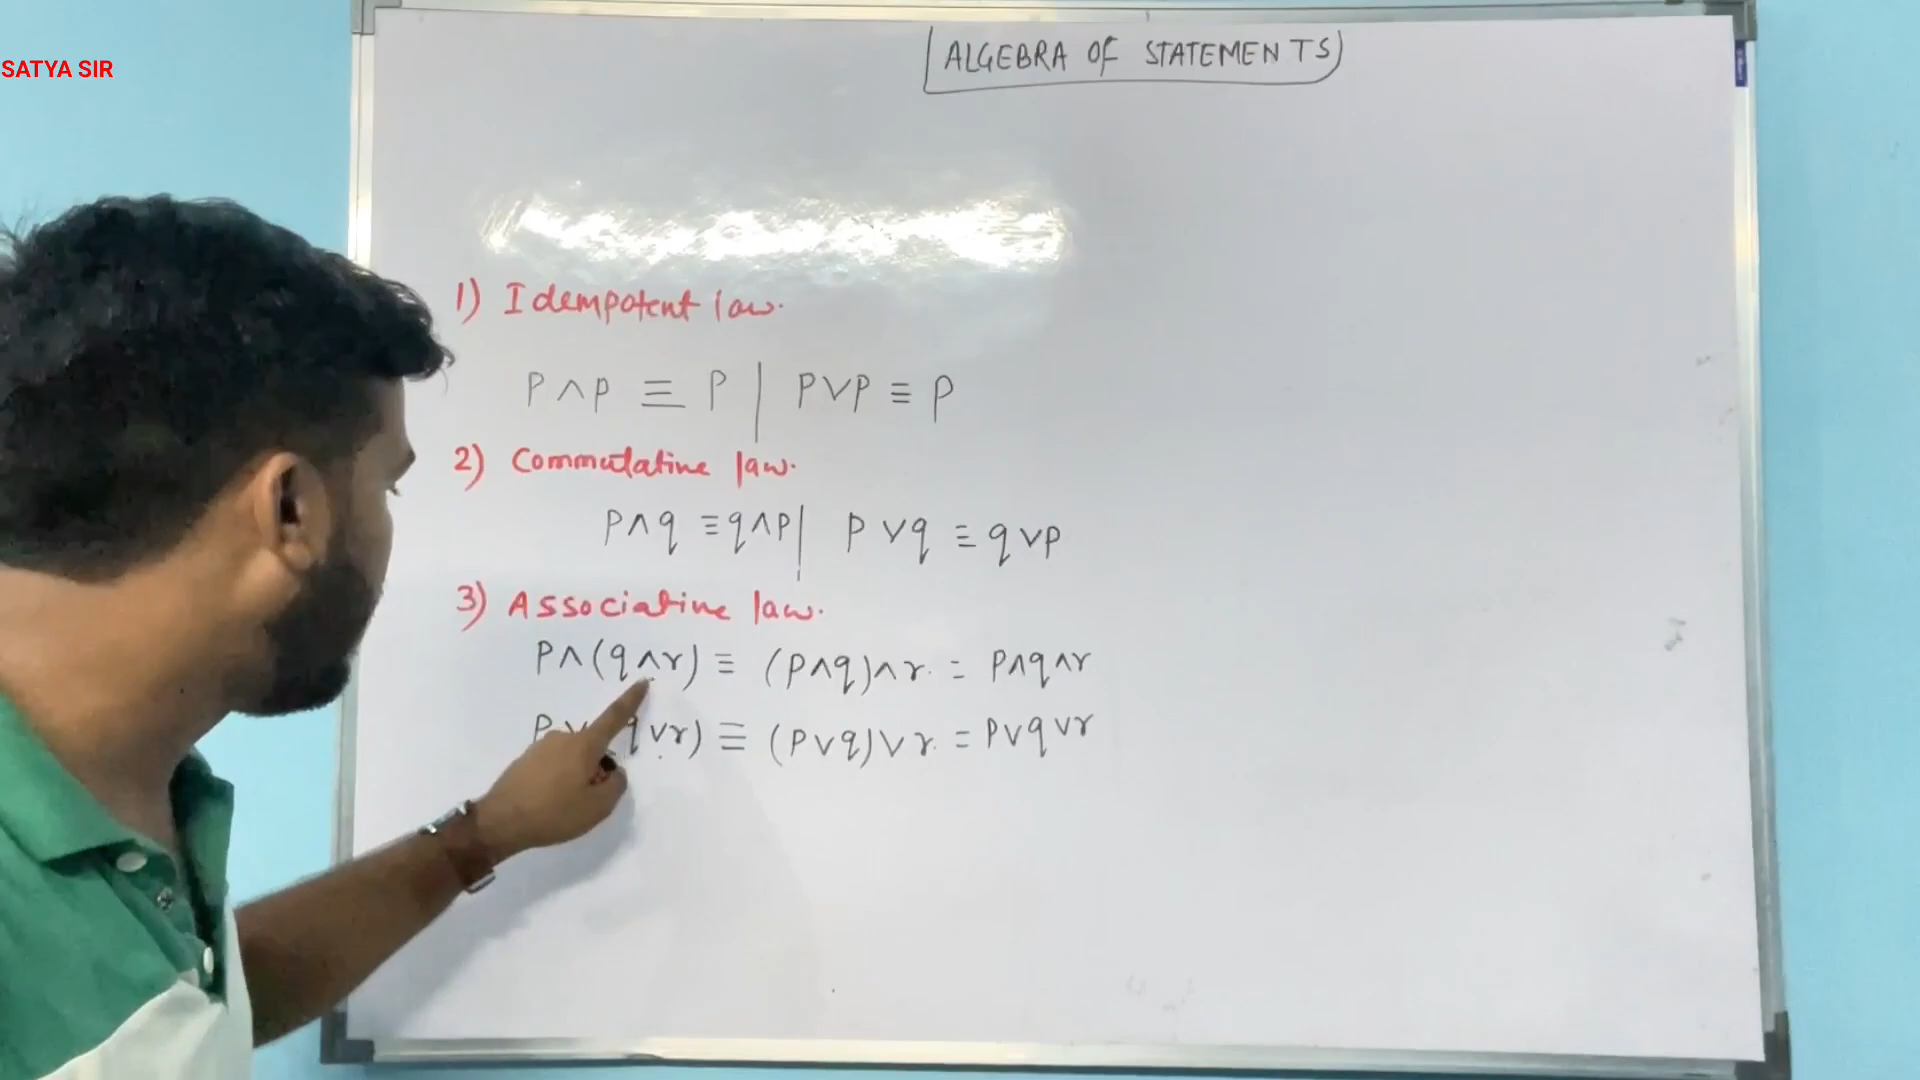 SATYA SIR
ALGEBRA OF STATEMENTS
1) Idempotent law.
P∧P ≡ P | P∨P ≡ P
2) Commutative law.
P∧q ≡ q∧P | P∨q ≡ q∨P
3) Associative law.
P∧(q∧r) ≡ (P∧q)∧r. = P∧q∧r
P∨ q∨r) ≡ (P∨q)∨r. = P∨q∨r